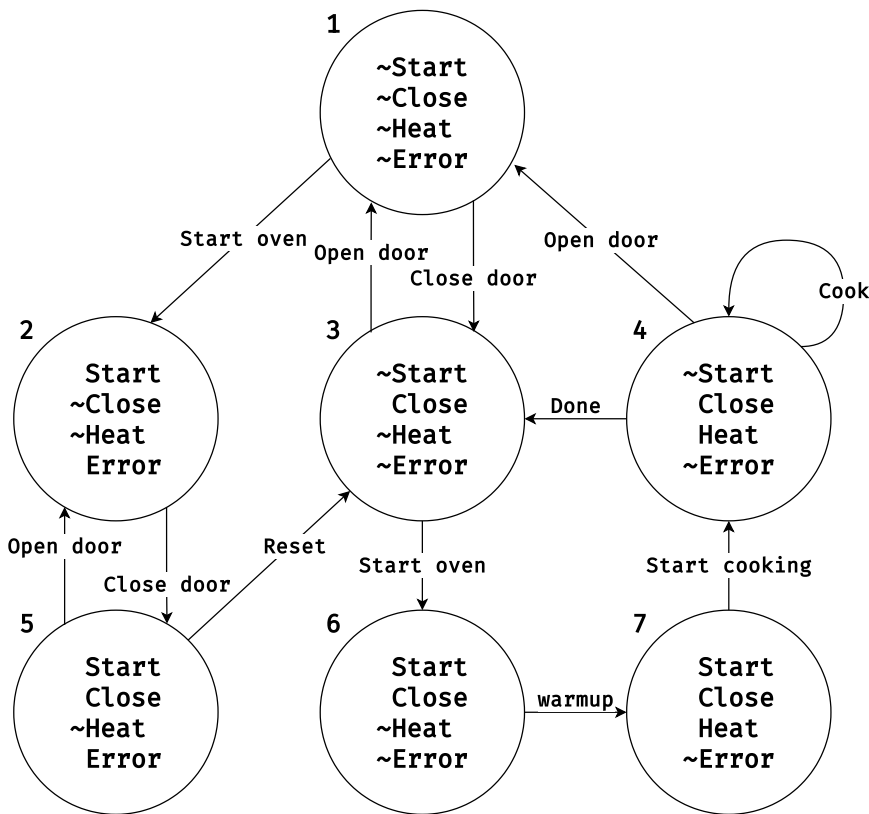 1
~Start
~Close
~Heat
~Error
Start oven
Open door
Close door
Open door
Cook
2
Start
~Close
~Heat
Error
3
~Start
Close
~Heat
~Error
Done
4
~Start
Close
Heat
~Error
Open door
Close door
Reset
Start oven
Start cooking
5
Start
Close
~Heat
Error
6
Start
Close
~Heat
~Error
warmup
7
Start
Close
Heat
~Error